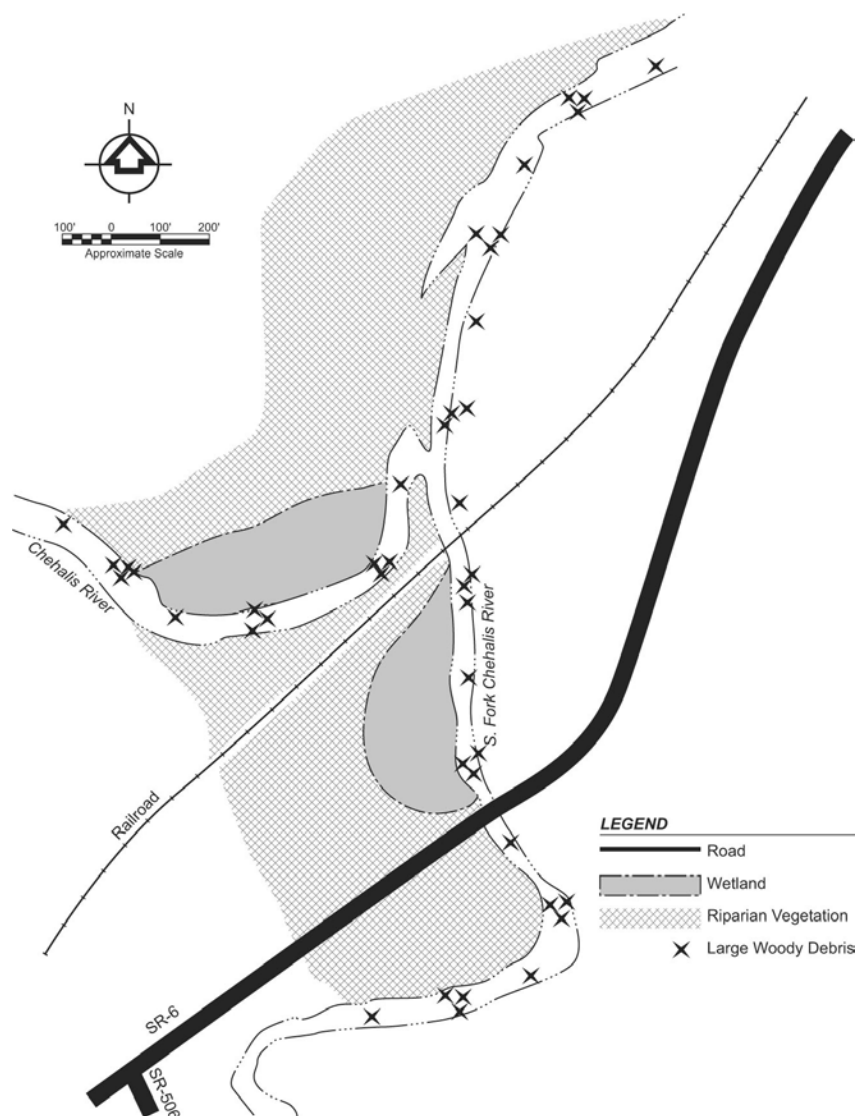 N
100' 0 100' 200'
Approximate Scale
Chehalis River
S. Fork Chehalis River
Railroad
SR-6
SR-506
LEGEND
Road
Wetland
Riparian Vegetation
Large Woody Debris